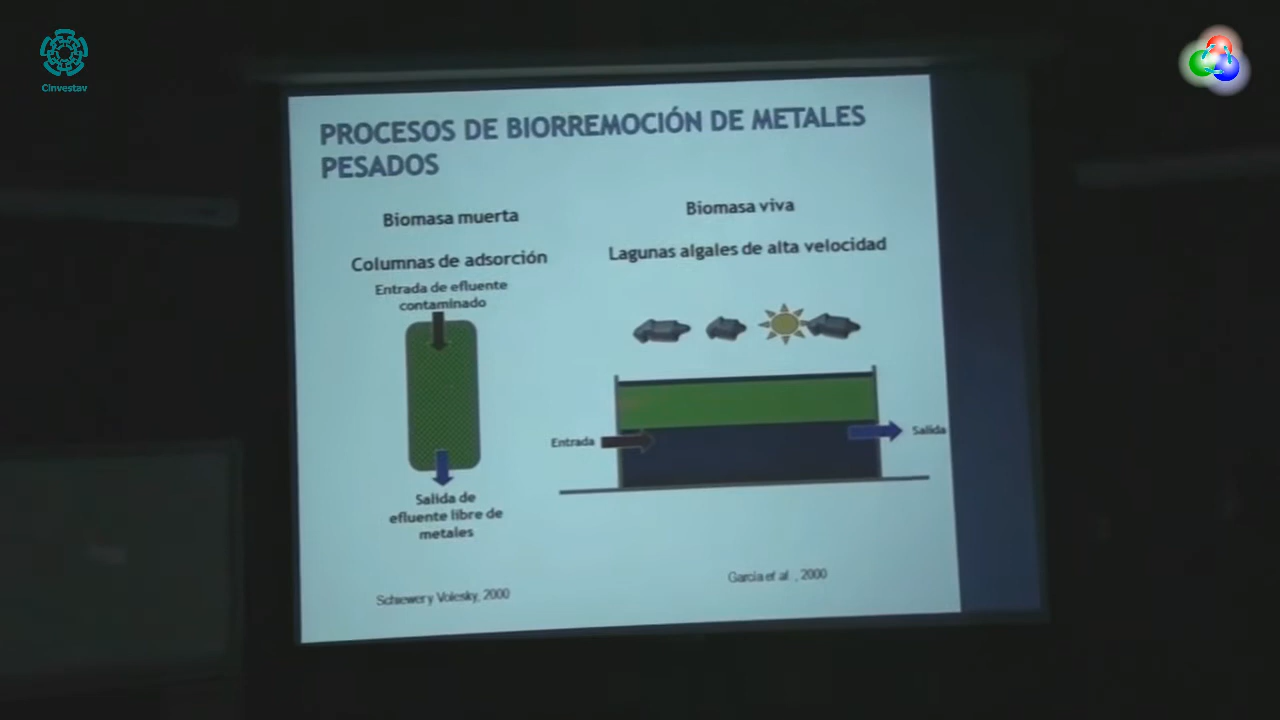 Cinvestav
PROCESOS DE BIORREMOCIÓN DE METALES
PESADOS
Biomasa muerta
Columnas de adsorción
Entrada de efluente
contaminado
Salida de
efluente libre de
metales
Schiewer y Volesky, 2000
Biomasa viva
Lagunas algales de alta velocidad
Entrada
Salida
García et al., 2000